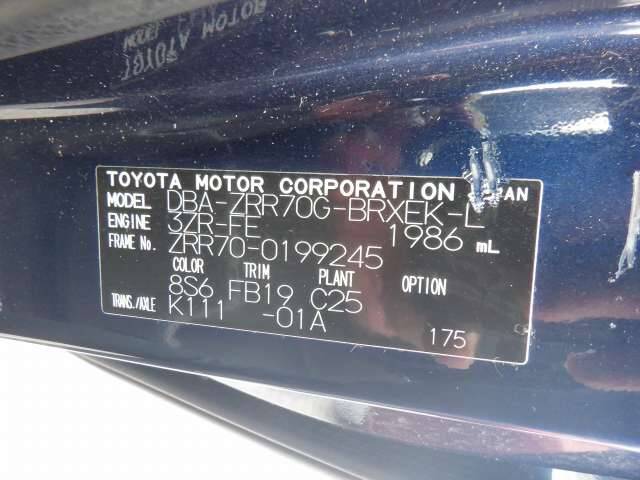 TOYOTA MOTOR CORPORATION JAPAN
MODEL DBA-ZRR70G-BRXEK-L
ENGINE 3ZR-FE 1986 mL
FRAME No. ZRR70-0199245
COLOR TRIM PLANT OPTION
8S6 FB19 C25
TRANS./AXLE K111 -01A
175